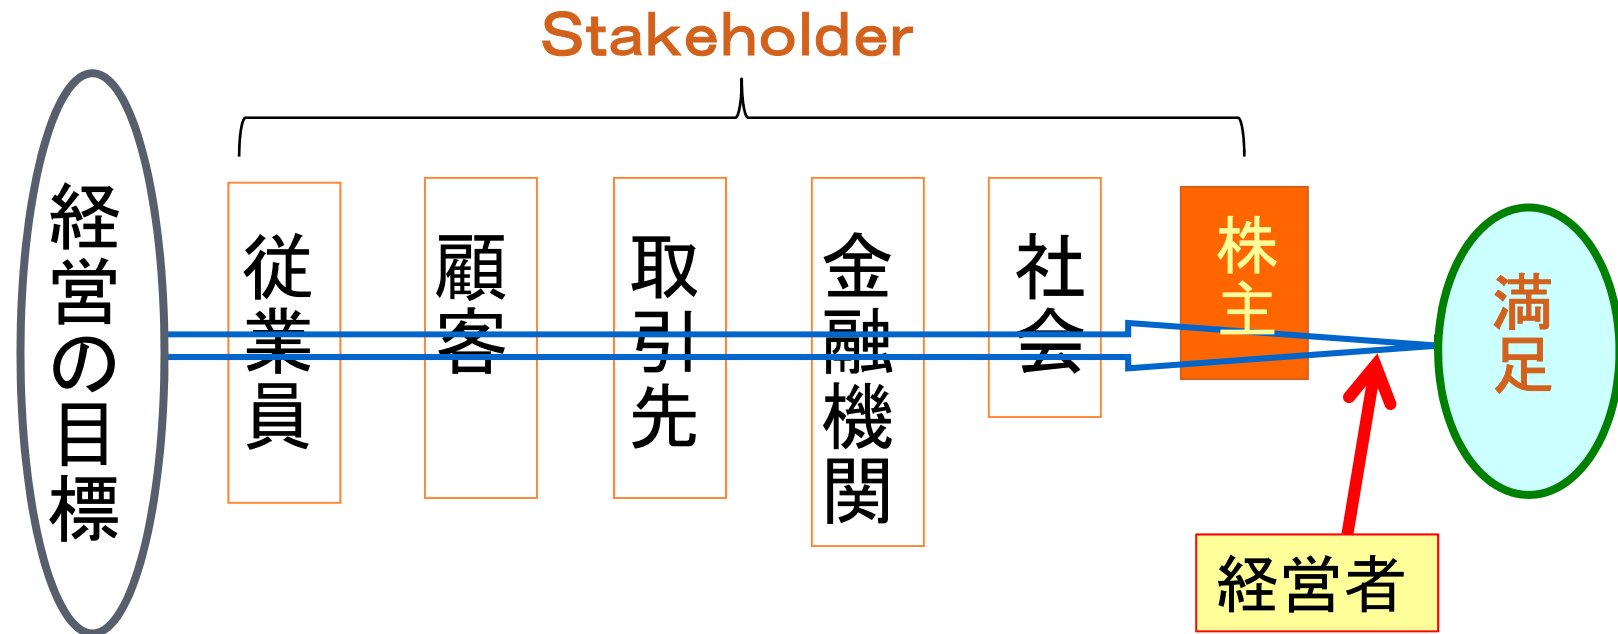 Stakeholder
経営の目標
従業員
顧客
取引先
金融機関
社会
株主
満足
経営者